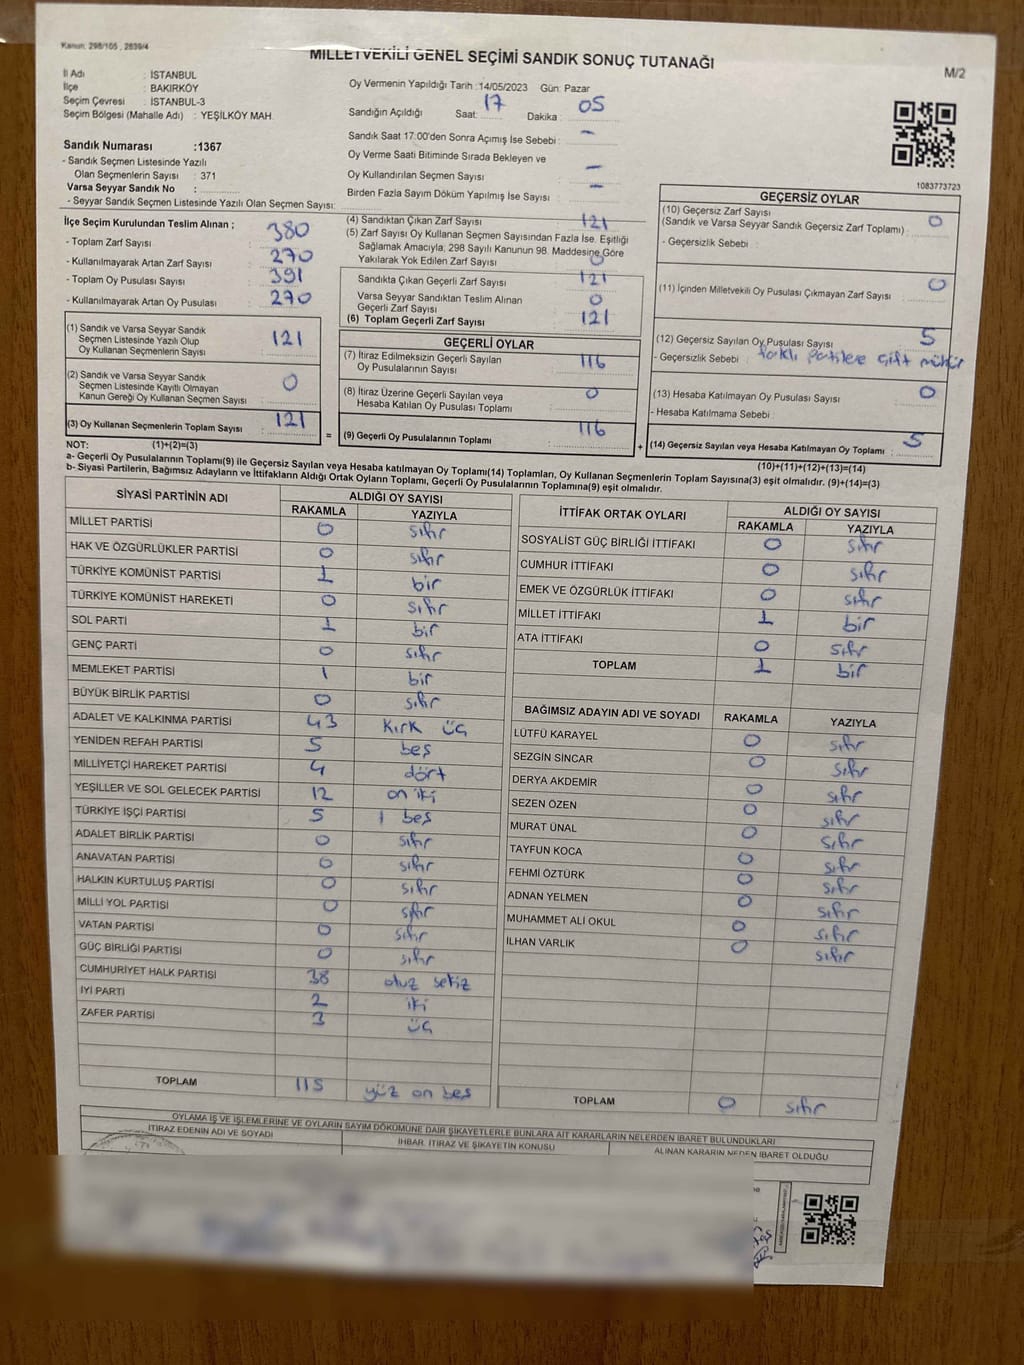 Kanun: 298/105 , 2839/4
MİLLETVEKİLİ GENEL SEÇİMİ SANDIK SONUÇ TUTANAĞI
M/2
İl Adı : İSTANBUL
İlçe : BAKIRKÖY
Seçim Çevresi : İSTANBUL-3
Seçim Bölgesi (Mahalle Adı) : YEŞİLKÖY MAH.
Sandık Numarası :1367
- Sandık Seçmen Listesinde Yazılı
Olan Seçmenlerin Sayısı : 371
Varsa Seyyar Sandık No :
- Seyyar Sandık Seçmen Listesinde Yazılı Olan Seçmen Sayısı:
Oy Vermenin Yapıldığı Tarih :14/05/2023 Gün: Pazar
Sandığın Açıldığı Saat: 17 Dakika : 05
Sandık Saat 17:00'den Sonra Açımış İse Sebebi : -
Oy Verme Saati Bitiminde Sırada Bekleyen ve
Oy Kullandırılan Seçmen Sayısı : -
Birden Fazla Sayım Döküm Yapılmış İse Sayısı : -
1083773723
İlçe Seçim Kurulundan Teslim Alınan ;
- Toplam Zarf Sayısı : 380
- Kullanılmayarak Artan Zarf Sayısı : 270
- Toplam Oy Pusulası Sayısı : 391
- Kullanılmayarak Artan Oy Pusulası : 270
(4) Sandıktan Çıkan Zarf Sayısı : 121
(5) Zarf Sayısı Oy Kullanan Seçmen Sayısından Fazla İse, Eşitliği
Sağlamak Amacıyla; 298 Sayılı Kanunun 98. Maddesine Göre
Yakılarak Yok Edilen Zarf Sayısı : 0
Sandıkta Çıkan Geçerli Zarf Sayısı : 121
Varsa Seyyar Sandıktan Teslim Alınan
Geçerli Zarf Sayısı : 0
(6) Toplam Geçerli Zarf Sayısı : 121
GEÇERSİZ OYLAR
(10) Geçersiz Zarf Sayısı
(Sandık ve Varsa Seyyar Sandık Geçersiz Zarf Toplamı) : 0
- Geçersizlik Sebebi :
(11) İçinden Milletvekili Oy Pusulası Çıkmayan Zarf Sayısı : 0
(12) Geçersiz Sayılan Oy Pusulası Sayısı : 5
- Geçersizlik Sebebi : farklı partilere çift mühür
(13) Hesaba Katılmayan Oy Pusulası Sayısı : 0
- Hesaba Katılmama Sebebi :
(14) Geçersiz Sayılan veya Hesaba Katılmayan Oy Toplamı : 5
(10)+(11)+(12)+(13)=(14)
(1) Sandık ve Varsa Seyyar Sandık
Seçmen Listesinde Yazılı Olup
Oy Kullanan Seçmenlerin Sayısı : 121
(2) Sandık ve Varsa Seyyar Sandık
Seçmen Listesinde Kayıtlı Olmayan
Kanun Gereği Oy Kullanan Seçmen Sayısı : 0
(3) Oy Kullanan Seçmenlerin Toplam Sayısı : 121
=
GEÇERLİ OYLAR
(7) İtiraz Edilmeksizin Geçerli Sayılan
Oy Pusulalarının Sayısı : 116
(8) İtiraz Üzerine Geçerli Sayılan veya
Hesaba Katılan Oy Pusulası Toplamı : 0
(9) Geçerli Oy Pusulalarının Toplamı : 116
+
NOT: (1)+(2)=(3)
a- Geçerli Oy Pusulalarının Toplamı(9) ile Geçersiz Sayılan veya Hesaba katılmayan Oy Toplamı(14) Toplamları, Oy Kullanan Seçmenlerin Toplam Sayısına(3) eşit olmalıdır. (9)+(14)=(3)
b- Siyasi Partilerin, Bağımsız Adayların ve İttifakların Aldığı Ortak Oyların Toplamı, Geçerli Oy Pusulalarının Toplamına(9) eşit olmalıdır.
SİYASİ PARTİNİN ADI ALDIĞI OY SAYISI
RAKAMLA YAZIYLA
MİLLET PARTİSİ 0 sıfır
HAK VE ÖZGÜRLÜKLER PARTİSİ 0 sıfır
TÜRKİYE KOMÜNİST PARTİSİ 1 bir
TÜRKİYE KOMÜNİST HAREKETİ 0 sıfır
SOL PARTİ 1 bir
GENÇ PARTİ 0 sıfır
MEMLEKET PARTİSİ 1 bir
BÜYÜK BİRLİK PARTİSİ 0 sıfır
ADALET VE KALKINMA PARTİSİ 43 kırk üç
YENİDEN REFAH PARTİSİ 5 beş
MİLLİYETÇİ HAREKET PARTİSİ 4 dört
YEŞİLLER VE SOL GELECEK PARTİSİ 12 on iki
TÜRKİYE İŞÇİ PARTİSİ 5 beş
ADALET BİRLİK PARTİSİ 0 sıfır
ANAVATAN PARTİSİ 0 sıfır
HALKIN KURTULUŞ PARTİSİ 0 sıfır
MİLLİ YOL PARTİSİ 0 sıfır
VATAN PARTİSİ 0 sıfır
GÜÇ BİRLİĞİ PARTİSİ 0 sıfır
CUMHURİYET HALK PARTİSİ 38 otuz sekiz
İYİ PARTİ 2 iki
ZAFER PARTİSİ 3 üç
TOPLAM 115 yüz on beş
İTTİFAK ORTAK OYLARI ALDIĞI OY SAYISI
RAKAMLA YAZIYLA
SOSYALİST GÜÇ BİRLİĞİ İTTİFAKI 0 sıfır
CUMHUR İTTİFAKI 0 sıfır
EMEK VE ÖZGÜRLÜK İTTİFAKI 0 sıfır
MİLLET İTTİFAKI 1 bir
ATA İTTİFAKI 0 sıfır
TOPLAM 1 bir
BAĞIMSIZ ADAYIN ADI VE SOYADI RAKAMLA YAZIYLA
LÜTFÜ KARAYEL 0 sıfır
SEZGİN SİNCAR 0 sıfır
DERYA AKDEMİR 0 sıfır
SEZEN ÖZEN 0 sıfır
MURAT ÜNAL 0 sıfır
TAYFUN KOCA 0 sıfır
FEHMİ ÖZTÜRK 0 sıfır
ADNAN YELMEN 0 sıfır
MUHAMMET ALİ OKUL 0 sıfır
İLHAN VARLIK 0 sıfır
TOPLAM 0 sıfır
OYLAMA İŞ VE İŞLEMLERİNE VE OYLARIN SAYIM DÖKÜMÜNE DAİR ŞİKAYETLERLE BUNLARA AİT KARARLARIN NELERDEN İBARET BULUNDUKLARI
İTİRAZ EDENİN ADI VE SOYADI İHBAR, İTİRAZ VE ŞİKAYETİN KONUSU ALINAN KARARIN NEDEN İBARET OLDUĞU